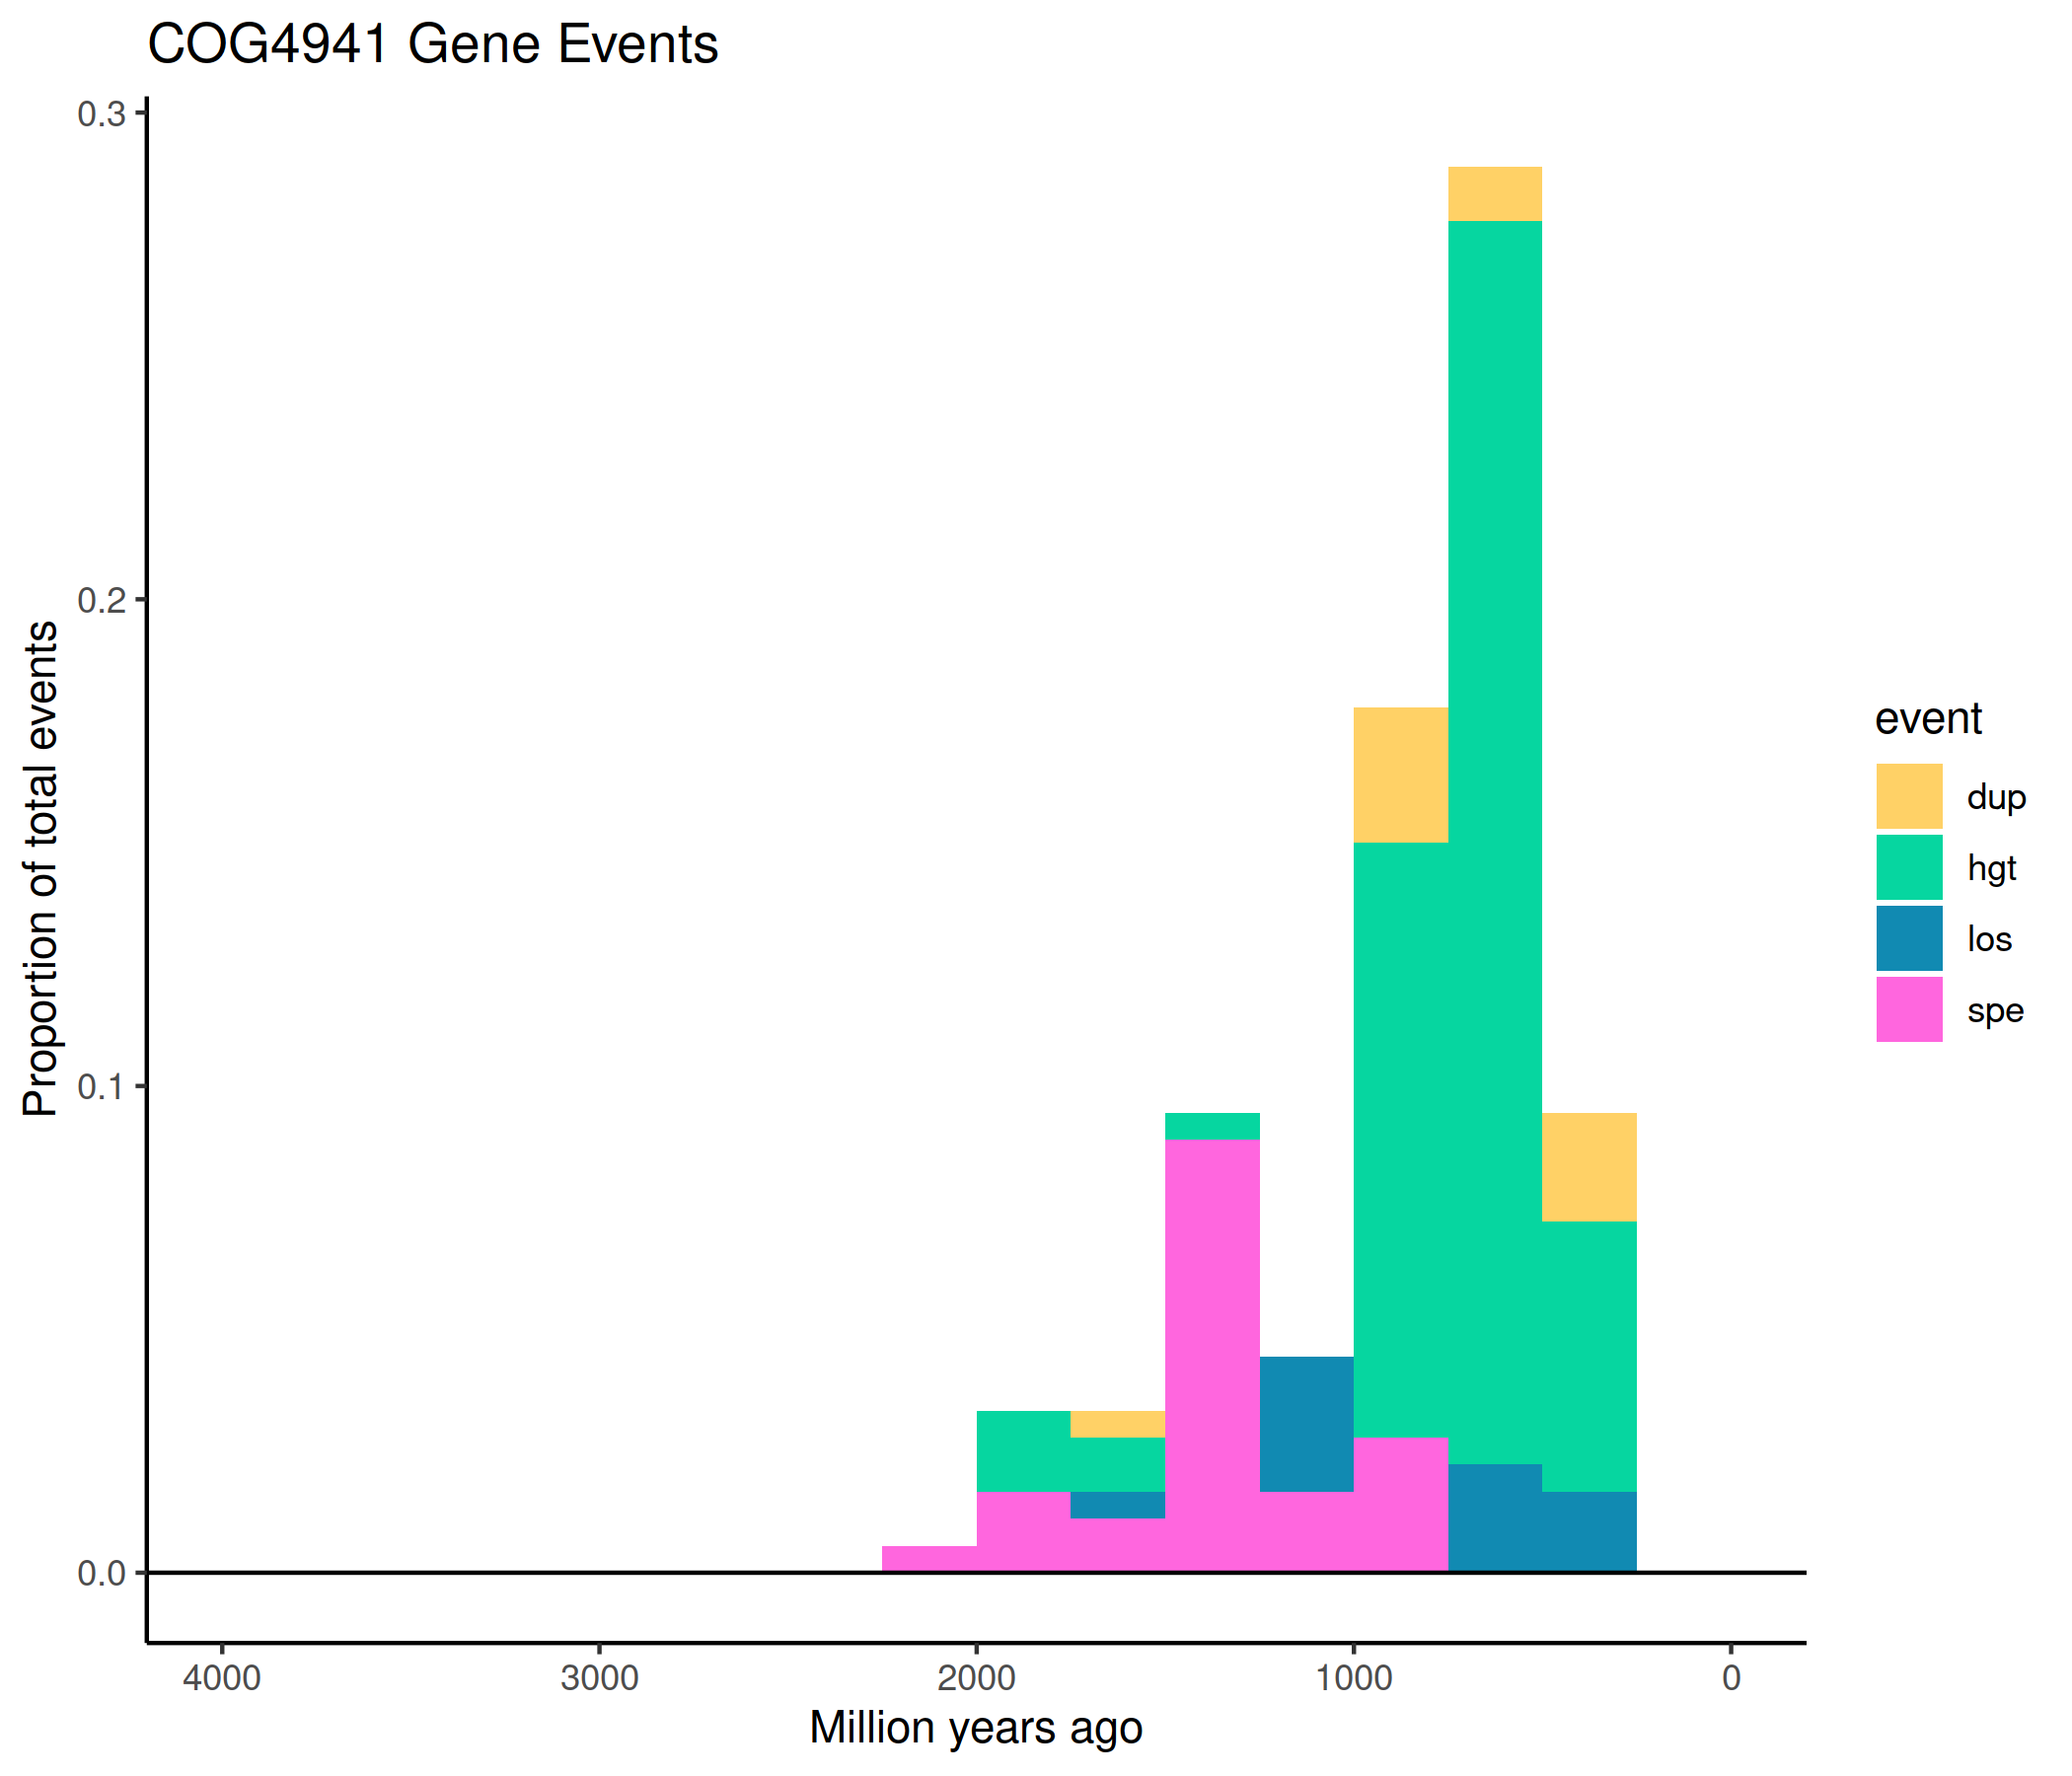 COG4941 Gene Events
0.3
0.2
0.1
0.0
Proportion of total events
4000 3000 2000 1000 0
Million years ago
event
dup
hgt
los
spe